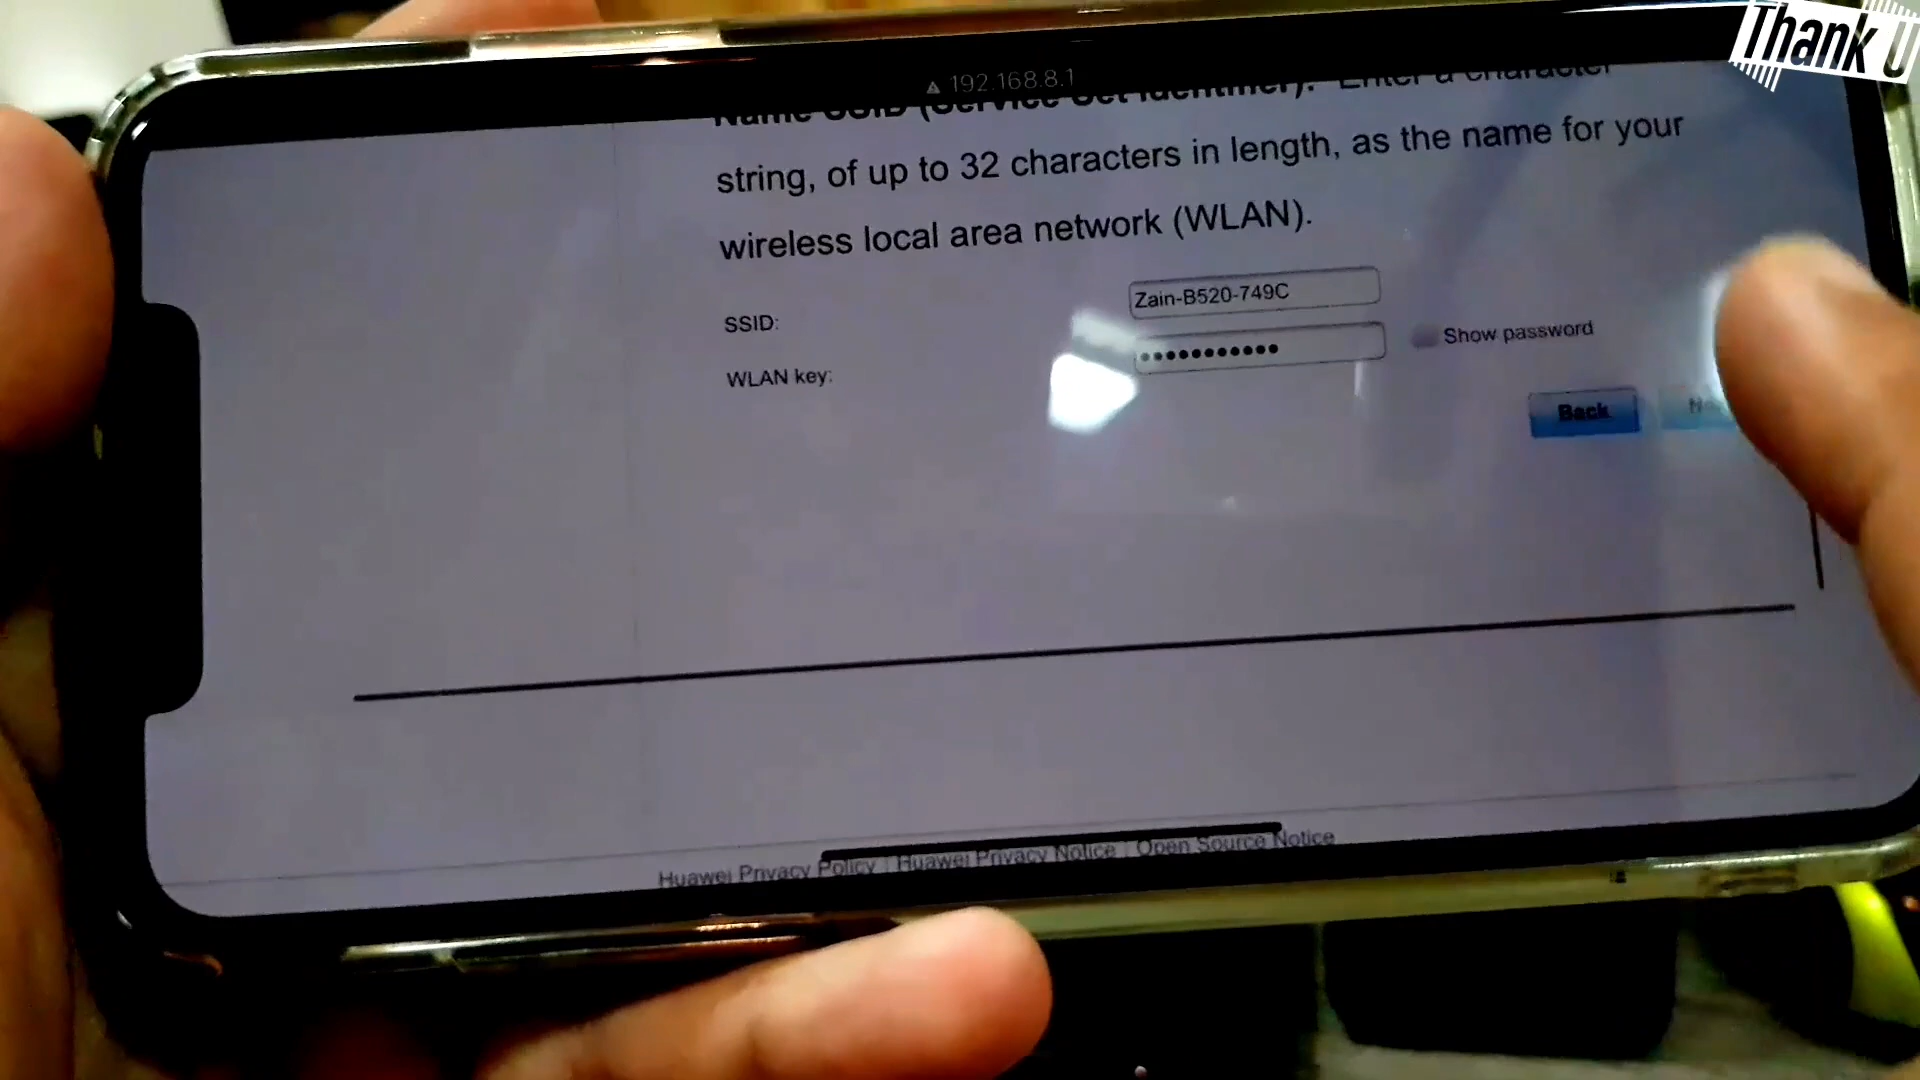 Thank U
192.168.8.1
Name SSID (Service Set Identifier): Enter a character
string, of up to 32 characters in length, as the name for your
wireless local area network (WLAN).
SSID:
Zain-B520-749C
WLAN key:
•••••••••••
Show password
Back
Huawei Privacy Policy | Huawei Privacy Notice | Open Source Notice